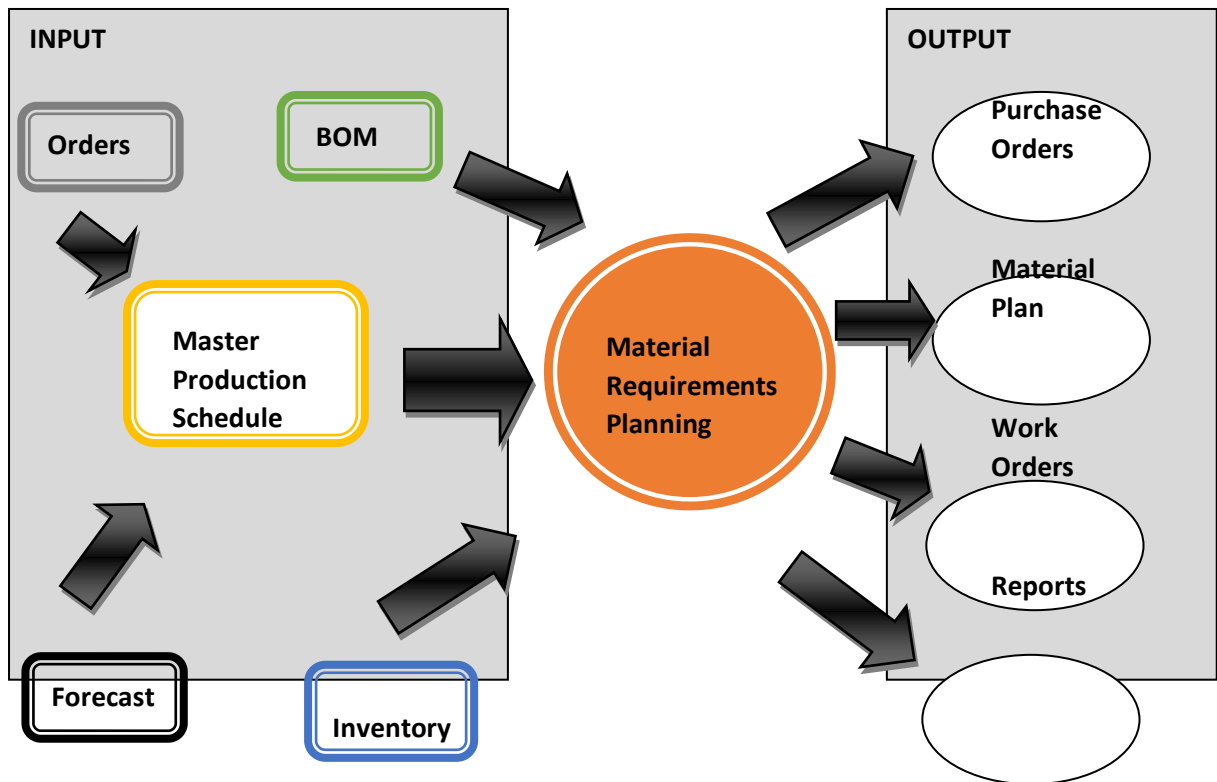 INPUT
Orders
BOM
Master
Production
Schedule
Forecast
Inventory
Material
Requirements
Planning
OUTPUT
Purchase
Orders
Material
Plan
Work
Orders
Reports